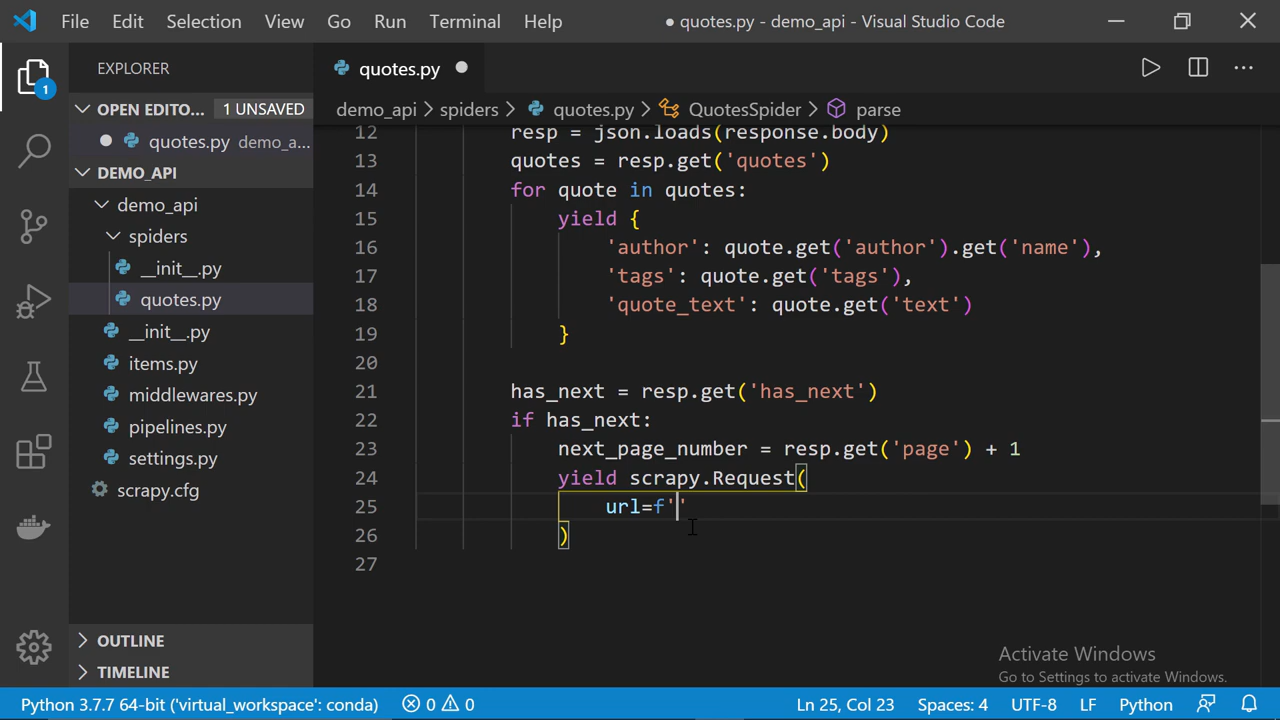 File Edit Selection View Go Run Terminal Help
● quotes.py - demo_api - Visual Studio Code
EXPLORER
quotes.py
OPEN EDITO... 1 UNSAVED
quotes.py demo_a...
DEMO_API
demo_api
spiders
__init__.py
quotes.py
__init__.py
items.py
middlewares.py
pipelines.py
settings.py
scrapy.cfg
OUTLINE
TIMELINE
1
demo_api > spiders > quotes.py > QuotesSpider > parse
12 resp = json.loads(response.body)
13 quotes = resp.get('quotes')
14 for quote in quotes:
15 yield {
16 'author': quote.get('author').get('name'),
17 'tags': quote.get('tags'),
18 'quote_text': quote.get('text')
19 }
20
21 has_next = resp.get('has_next')
22 if has_next:
23 next_page_number = resp.get('page') + 1
24 yield scrapy.Request(
25 url=f''
26 )
27
Activate Windows
Go to Settings to activate Windows.
Python 3.7.7 64-bit ('virtual_workspace': conda) 0 0 Ln 25, Col 23 Spaces: 4 UTF-8 LF Python